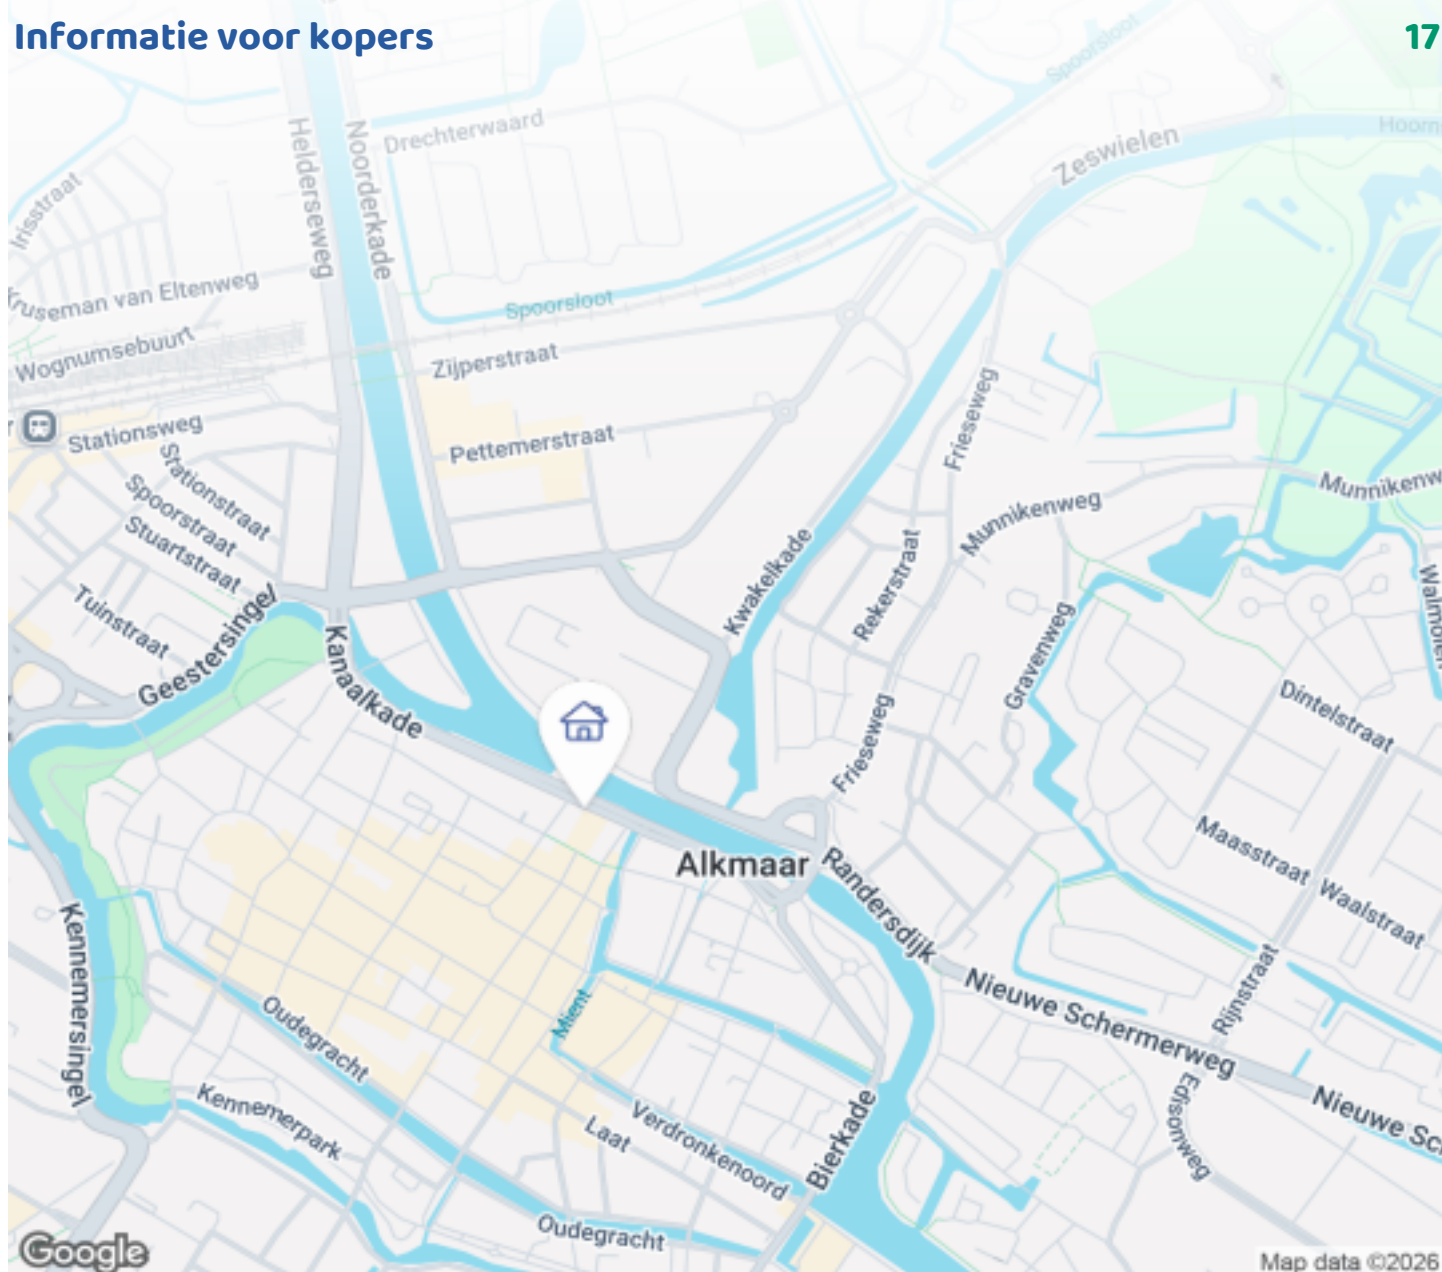 Informatie voor kopers
17
Spoorsloot
Drechterwaard
Helderseweg
Noorderkade
Zeswielen
Hoorn
Irisstraat
Kruseman van Eltenweg
Spoorsloot
Wognumsebuurt
Zijperstraat
Stationsweg
Pettemerstraat
Frieseweg
Stationstraat
Spoorstraat
Stuartstraat
Munnikenweg
Munnikenw
Kwakelkade
Rekerstraat
Tuinstraat
Geestersingel
Kanaalkade
Gravenweg
Dintelstraat
Frieseweg
Alkmaar
Randersdijk
Maasstraat
Waalstraat
Kennemersingel
Nieuwe Schermerweg
Rijnstraat
Oudegracht
Mient
Edisonweg
Nieuwe Sc
Kennemerpark
Laat
Verdronkenoord
Bierkade
Oudegracht
Google
Map data ©2026